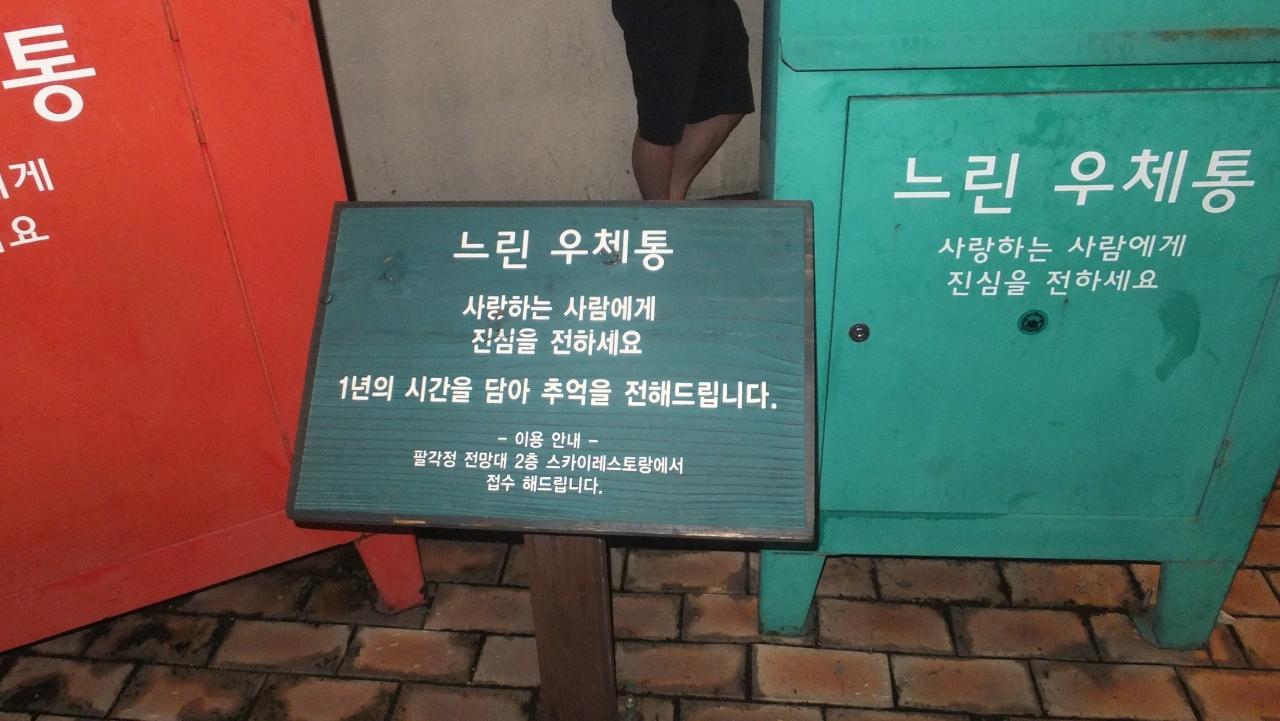 통
에게
세요
느린 우체통
사랑하는 사람에게
진심을 전하세요
1년의 시간을 담아 추억을 전해드립니다.
- 이용 안내 -
팔각정 전망대 2층 스카이레스토랑에서
접수 해드립니다.
느린 우체통
사랑하는 사람에게
진심을 전하세요